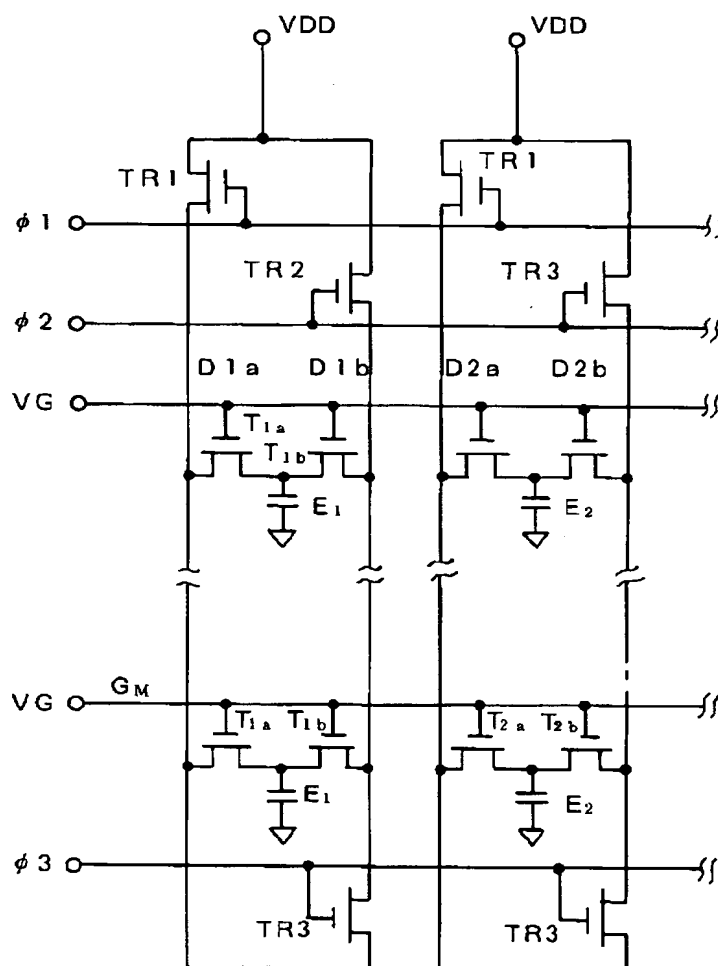 VDD VDD
TR1 TR1
φ1
TR2 TR3
φ2
D1a D1b D2a D2b
VG
T1a
T1b
E1 E2
VG GM
T1a T1b T2a T2b
E1 E2
φ3
TR3 TR3